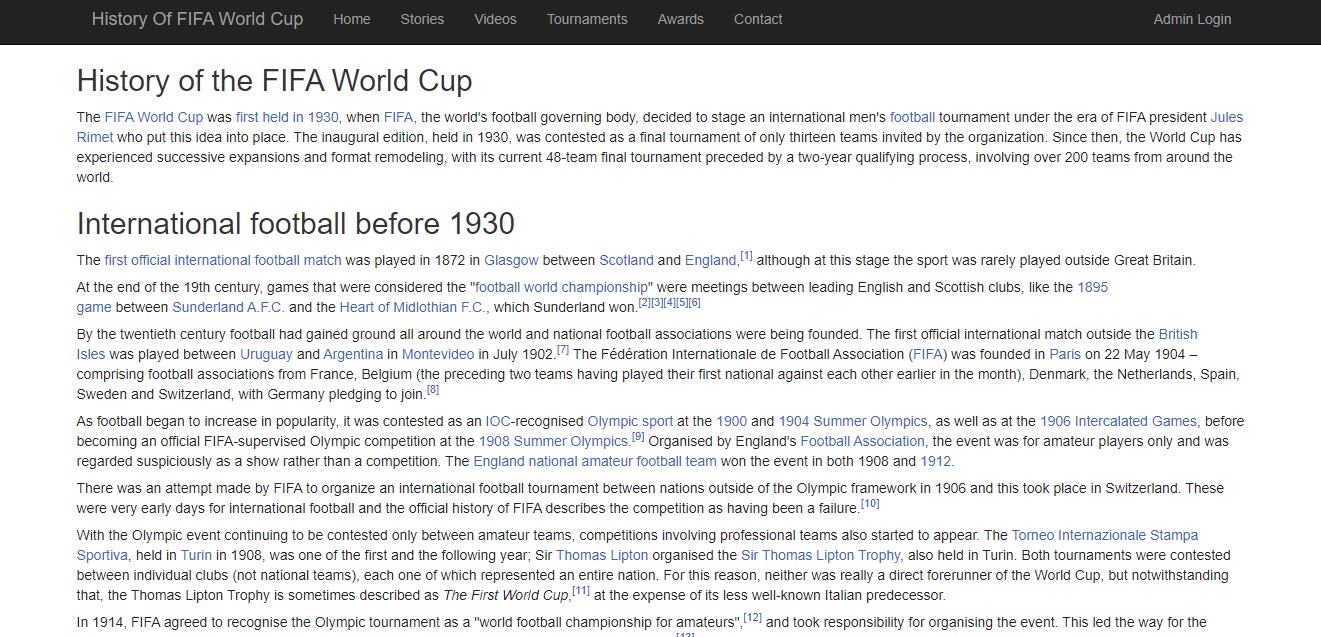 History Of FIFA World Cup Home Stories Videos Tournaments Awards Contact Admin Login
History of the FIFA World Cup
The FIFA World Cup was first held in 1930, when FIFA, the world's football governing body, decided to stage an international men's football tournament under the era of FIFA president Jules
Rimet who put this idea into place. The inaugural edition, held in 1930, was contested as a final tournament of only thirteen teams invited by the organization. Since then, the World Cup has
experienced successive expansions and format remodeling, with its current 48-team final tournament preceded by a two-year qualifying process, involving over 200 teams from around the
world.
International football before 1930
The first official international football match was played in 1872 in Glasgow between Scotland and England,[1] although at this stage the sport was rarely played outside Great Britain.
At the end of the 19th century, games that were considered the "football world championship" were meetings between leading English and Scottish clubs, like the 1895
game between Sunderland A.F.C. and the Heart of Midlothian F.C., which Sunderland won.[2][3][4][5][6]
By the twentieth century football had gained ground all around the world and national football associations were being founded. The first official international match outside the British
Isles was played between Uruguay and Argentina in Montevideo in July 1902.[7] The Fédération Internationale de Football Association (FIFA) was founded in Paris on 22 May 1904 –
comprising football associations from France, Belgium (the preceding two teams having played their first national against each other earlier in the month), Denmark, the Netherlands, Spain,
Sweden and Switzerland, with Germany pledging to join.[8]
As football began to increase in popularity, it was contested as an IOC-recognised Olympic sport at the 1900 and 1904 Summer Olympics, as well as at the 1906 Intercalated Games, before
becoming an official FIFA-supervised Olympic competition at the 1908 Summer Olympics.[9] Organised by England's Football Association, the event was for amateur players only and was
regarded suspiciously as a show rather than a competition. The England national amateur football team won the event in both 1908 and 1912.
There was an attempt made by FIFA to organize an international football tournament between nations outside of the Olympic framework in 1906 and this took place in Switzerland. These
were very early days for international football and the official history of FIFA describes the competition as having been a failure.[10]
With the Olympic event continuing to be contested only between amateur teams, competitions involving professional teams also started to appear. The Torneo Internazionale Stampa
Sportiva, held in Turin in 1908, was one of the first and the following year; Sir Thomas Lipton organised the Sir Thomas Lipton Trophy, also held in Turin. Both tournaments were contested
between individual clubs (not national teams), each one of which represented an entire nation. For this reason, neither was really a direct forerunner of the World Cup, but notwithstanding
that, the Thomas Lipton Trophy is sometimes described as The First World Cup,[11] at the expense of its less well-known Italian predecessor.
In 1914, FIFA agreed to recognise the Olympic tournament as a "world football championship for amateurs",[12] and took responsibility for organising the event. This led the way for the